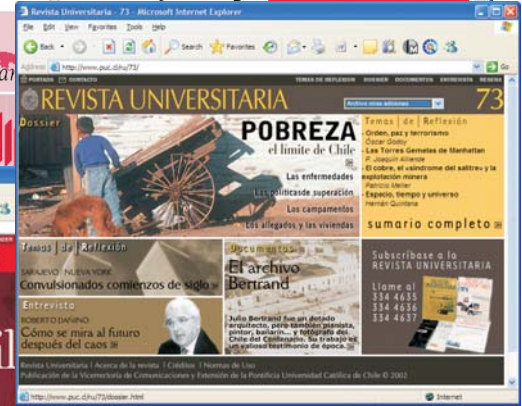 Revista Universitaria - 73 - Microsoft Internet Explorer
File Edit View Favorites Tools Help
Back Search Favorites
Address http://www.puc.cl/ru/73/ Go
PORTADA CONTACTO TEMAS DE REFLEXION DOSSIER DOCUMENTOS ENTREVISTA RESEÑA
REVISTA UNIVERSITARIA
73
Dossier
POBREZA
el límite de Chile
Las enfermedades
Las políticas de superación
Los campamentos
Los allegados y las viviendas
Temas | de | Reflexión
- Orden, paz y terrorismo
Óscar Godoy
- Las Torres Gemelas de Manhattan
P. Joaquín Alliende
- El cobre, el «síndrome del salitre» y la
explotación minera
Patricio Meller
- Espacio, tiempo y universo
Hernán Quintana
sumario completo
Temas | de | Reflexión
SARAJEVO NUEVA YORK
Convulsionados comienzos de siglo
Entrevista
ROBERTO DAÑINO:
Cómo se mira al futuro
después del caos
Documentos
El archivo
Bertrand
Julio Bertrand fue un dotado
arquitecto, pero también pianista,
pintor, bailarín... y fotógrafo del
Chile del Centenario. Su trabajo es
un valioso testimonio de época.
Subscríbase a la
REVISTA UNIVERSITARIA
Llame al
334 4635
334 4636
334 4637
Revista Universitaria | Acerca de la revista | Créditos | Normas de Uso
Publicación de la Vicerrectoría de Comunicaciones y Extensión de la Pontificia Universidad Católica de Chile © 2002
http://www.puc.cl/ru/73/dossier.html Internet